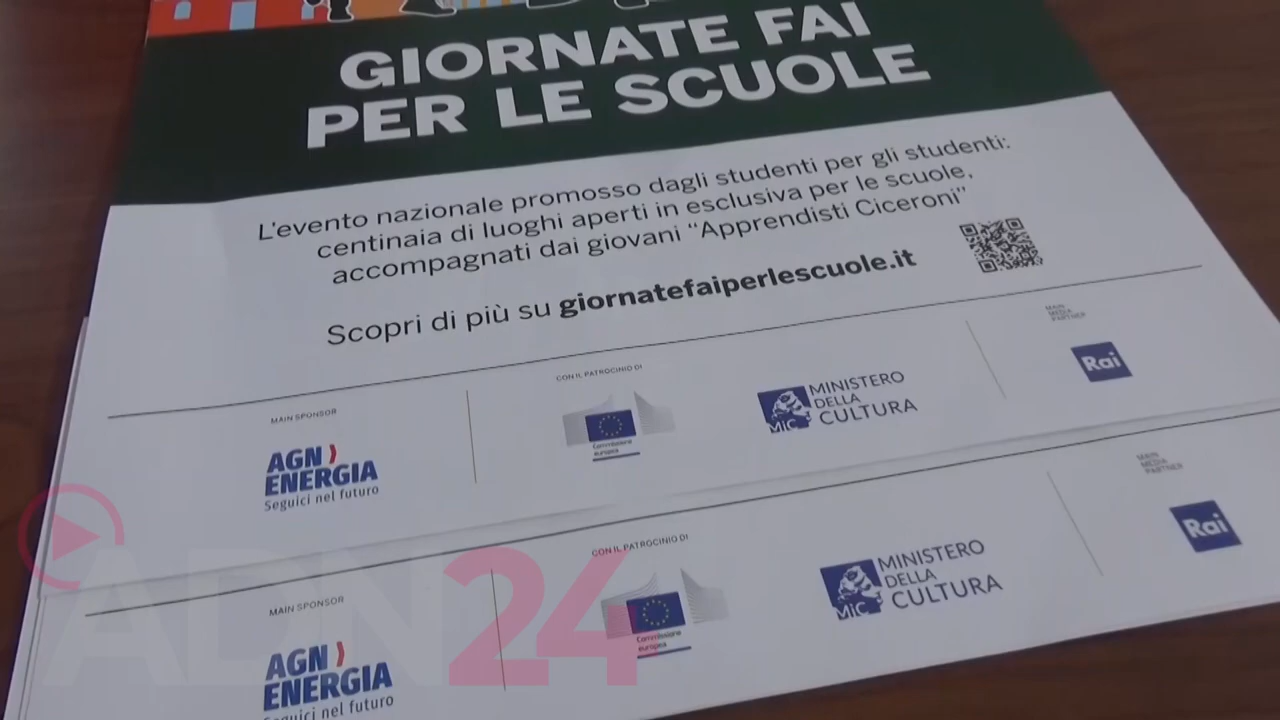 GIORNATE FAI
PER LE SCUOLE
L'evento nazionale promosso dagli studenti per gli studenti:
centinaia di luoghi aperti in esclusiva per le scuole,
accompagnati dai giovani “Apprendisti Ciceroni”
Scopri di più su giornatefaiperlescuole.it
MAIN SPONSOR
AGN
ENERGIA
Seguici nel futuro
CON IL PATROCINIO DI
Commissione
europea
MIC
MINISTERO
DELLA
CULTURA
MAIN
MEDIA
PARTNER
Rai
MAIN SPONSOR
AGN
ENERGIA
Seguici nel futuro
CON IL PATROCINIO DI
Commissione
europea
MIC
MINISTERO
DELLA
CULTURA
MAIN
MEDIA
PARTNER
Rai
ADN24